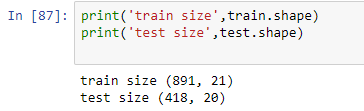 In [87]: print('train size',train.shape)
print('test size',test.shape)
train size (891, 21)
test size (418, 20)